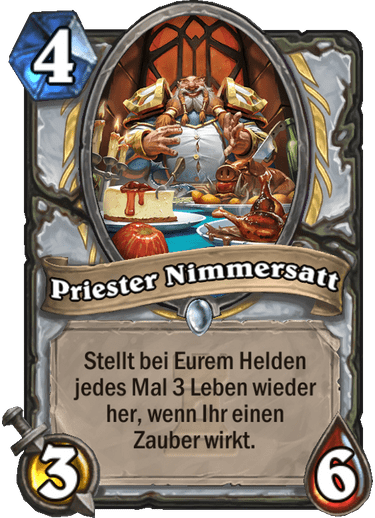 4
Priester Nimmersatt
Stellt bei Eurem Helden
jedes Mal 3 Leben wieder
her, wenn Ihr einen
Zauber wirkt.
3
6